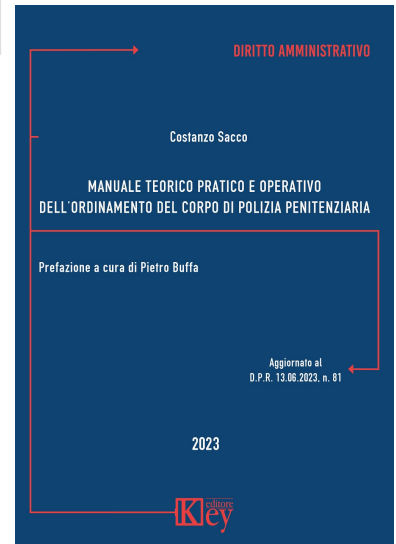 DIRITTO AMMINISTRATIVO
Costanzo Sacco
MANUALE TEORICO PRATICO E OPERATIVO
DELL'ORDINAMENTO DEL CORPO DI POLIZIA PENITENZIARIA
Prefazione a cura di Pietro Buffa
Aggiornato al
D.P.R. 13.06.2023, n. 81
2023
Key editore